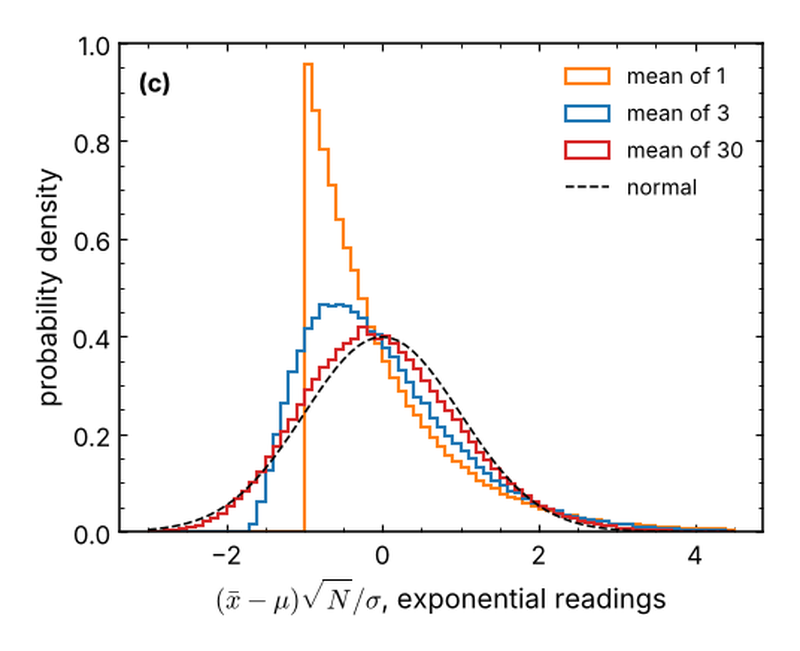 (c)
mean of 1
mean of 3
mean of 30
normal
probability density
1.0
0.8
0.6
0.4
0.2
0.0
−2 0 2 4
(x̄ − μ)√N/σ, exponential readings